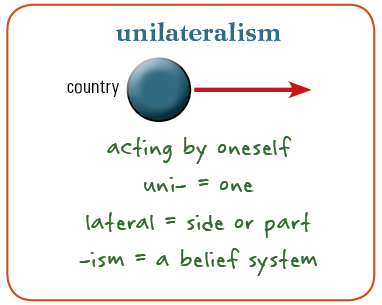 unilateralism
country
acting by oneself
uni- = one
lateral = side or part
-ism = a belief system